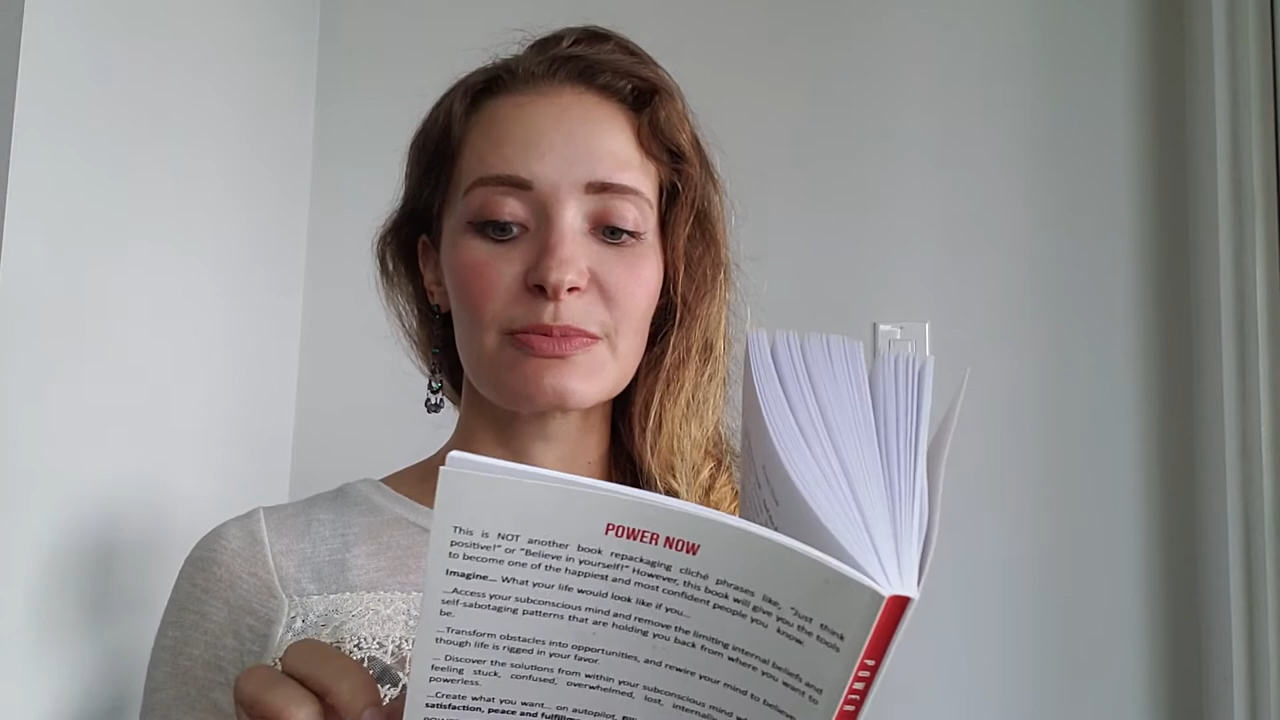 POWER NOW
This is NOT another book repackaging cliché phrases like, "Just think
positive!" or "Believe in yourself!" However, this book will give you the tools
to become one of the happiest and most confident people you know.
Imagine... What your life would look like if you...
...Access your subconscious mind and remove the limiting internal beliefs and
self-sabotaging patterns that are holding you back from where you want to
be.
...Transform obstacles into opportunities, and rewire your mind to believe
though life is rigged in your favor.
... Discover the solutions from within your subconscious mind
feeling stuck, confused, overwhelmed, lost,
powerless.
...Create what you want... on autopilot,
satisfaction, peace and
POWER